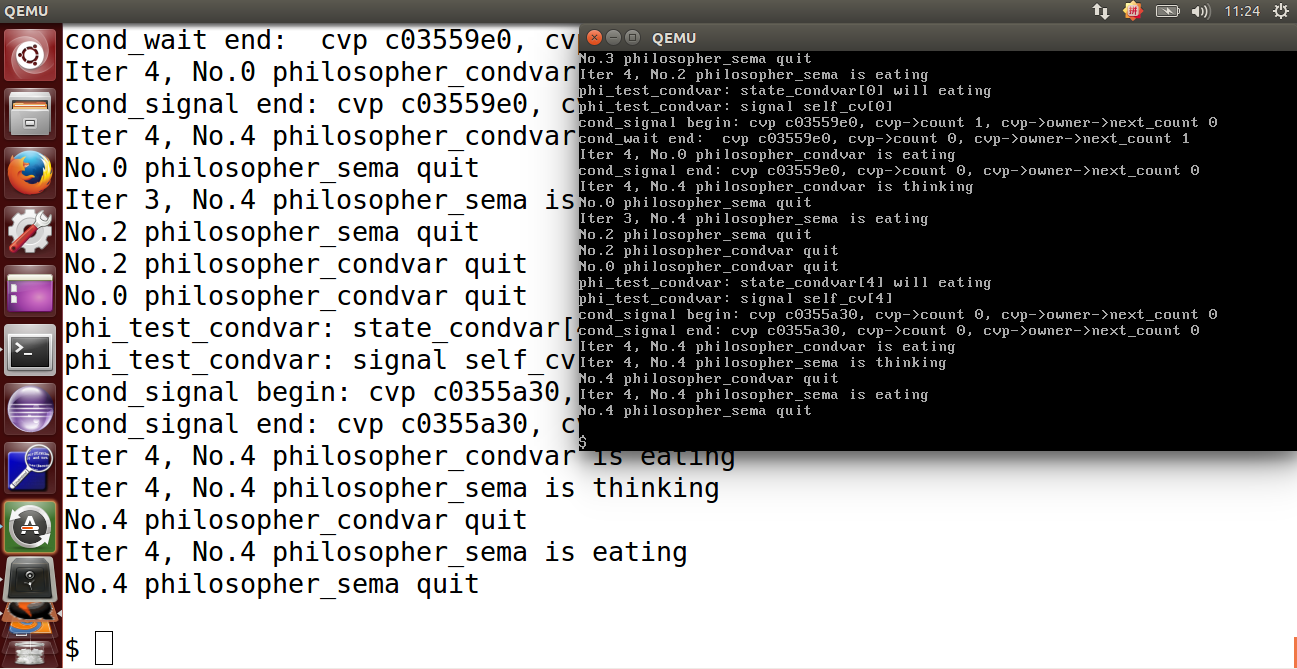 QEMU
11:24
cond_wait end:  cvp c03559e0, cv
Iter 4, No.0 philosopher_condvar
cond_signal end: cvp c03559e0, c
Iter 4, No.4 philosopher_condvar
No.0 philosopher_sema quit
Iter 3, No.4 philosopher_sema is
No.2 philosopher_sema quit
No.2 philosopher_condvar quit
No.0 philosopher_condvar quit
phi_test_condvar: state_condvar[
phi_test_condvar: signal self_cv
cond_signal begin: cvp c0355a30,
cond_signal end: cvp c0355a30, c
Iter 4, No.4 philosopher_condvar is eating
Iter 4, No.4 philosopher_sema is thinking
No.4 philosopher_condvar quit
Iter 4, No.4 philosopher_sema is eating
No.4 philosopher_sema quit
$
QEMU
No.3 philosopher_sema quit
Iter 4, No.2 philosopher_sema is eating
phi_test_condvar: state_condvar[0] will eating
phi_test_condvar: signal self_cv[0]
cond_signal begin: cvp c03559e0, cvp->count 1, cvp->owner->next_count 0
cond_wait end:  cvp c03559e0, cvp->count 0, cvp->owner->next_count 1
Iter 4, No.0 philosopher_condvar is eating
cond_signal end: cvp c03559e0, cvp->count 0, cvp->owner->next_count 0
Iter 4, No.4 philosopher_condvar is thinking
No.0 philosopher_sema quit
Iter 3, No.4 philosopher_sema is eating
No.2 philosopher_sema quit
No.2 philosopher_condvar quit
No.0 philosopher_condvar quit
phi_test_condvar: state_condvar[4] will eating
phi_test_condvar: signal self_cv[4]
cond_signal begin: cvp c0355a30, cvp->count 0, cvp->owner->next_count 0
cond_signal end: cvp c0355a30, cvp->count 0, cvp->owner->next_count 0
Iter 4, No.4 philosopher_condvar is eating
Iter 4, No.4 philosopher_sema is thinking
No.4 philosopher_condvar quit
Iter 4, No.4 philosopher_sema is eating
No.4 philosopher_sema quit
$